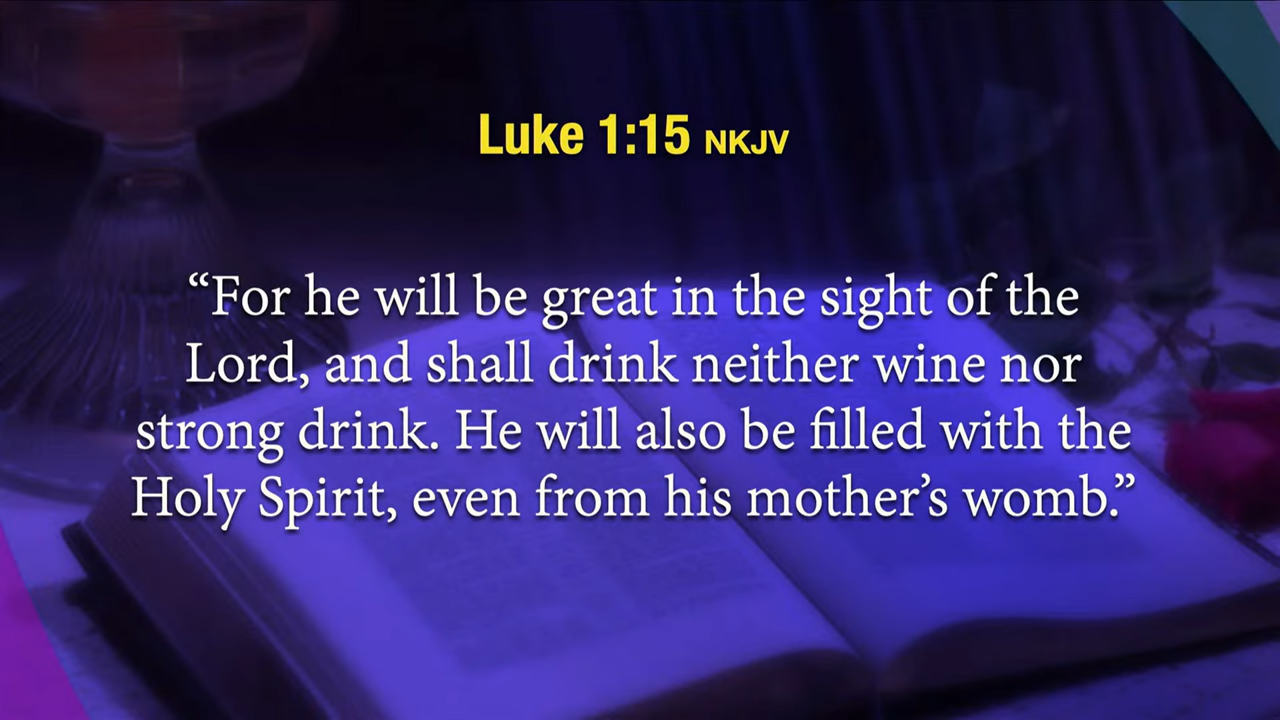 Luke 1:15 NKJV
“For he will be great in the sight of the
Lord, and shall drink neither wine nor
strong drink. He will also be filled with the
Holy Spirit, even from his mother’s womb.”